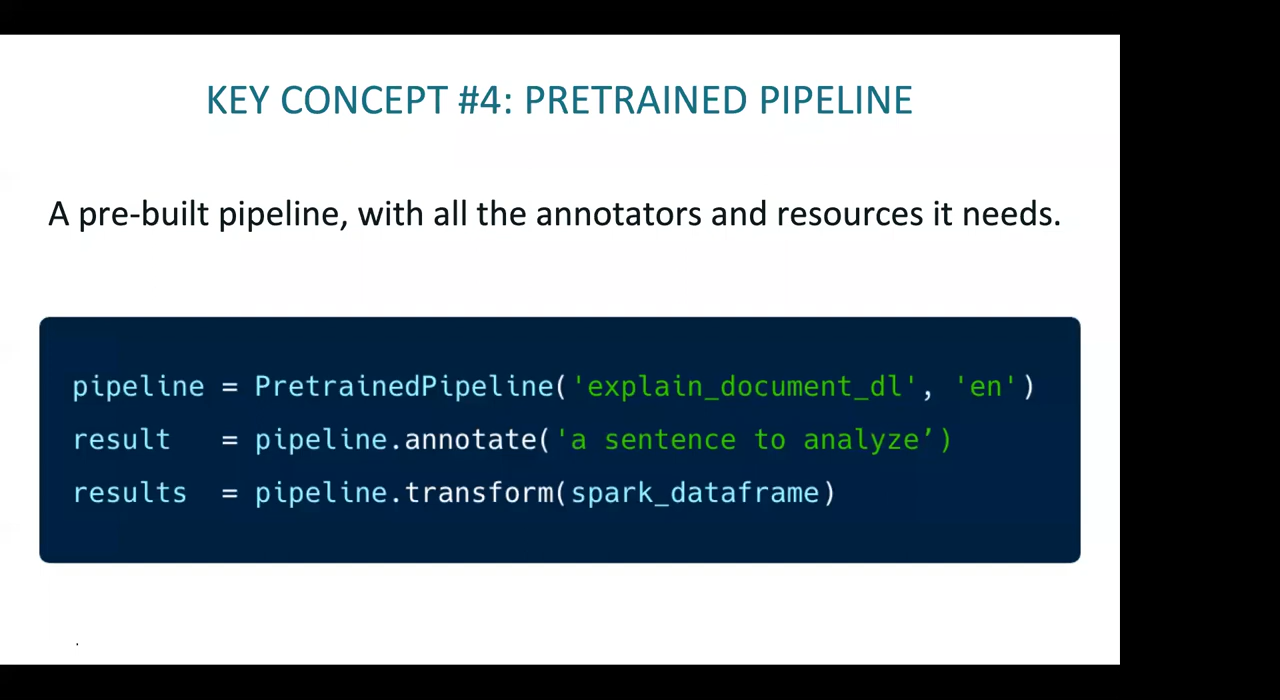 KEY CONCEPT #4: PRETRAINED PIPELINE
A pre-built pipeline, with all the annotators and resources it needs.
pipeline = PretrainedPipeline('explain_document_dl', 'en')
result   = pipeline.annotate('a sentence to analyze’)
results  = pipeline.transform(spark_dataframe)
.